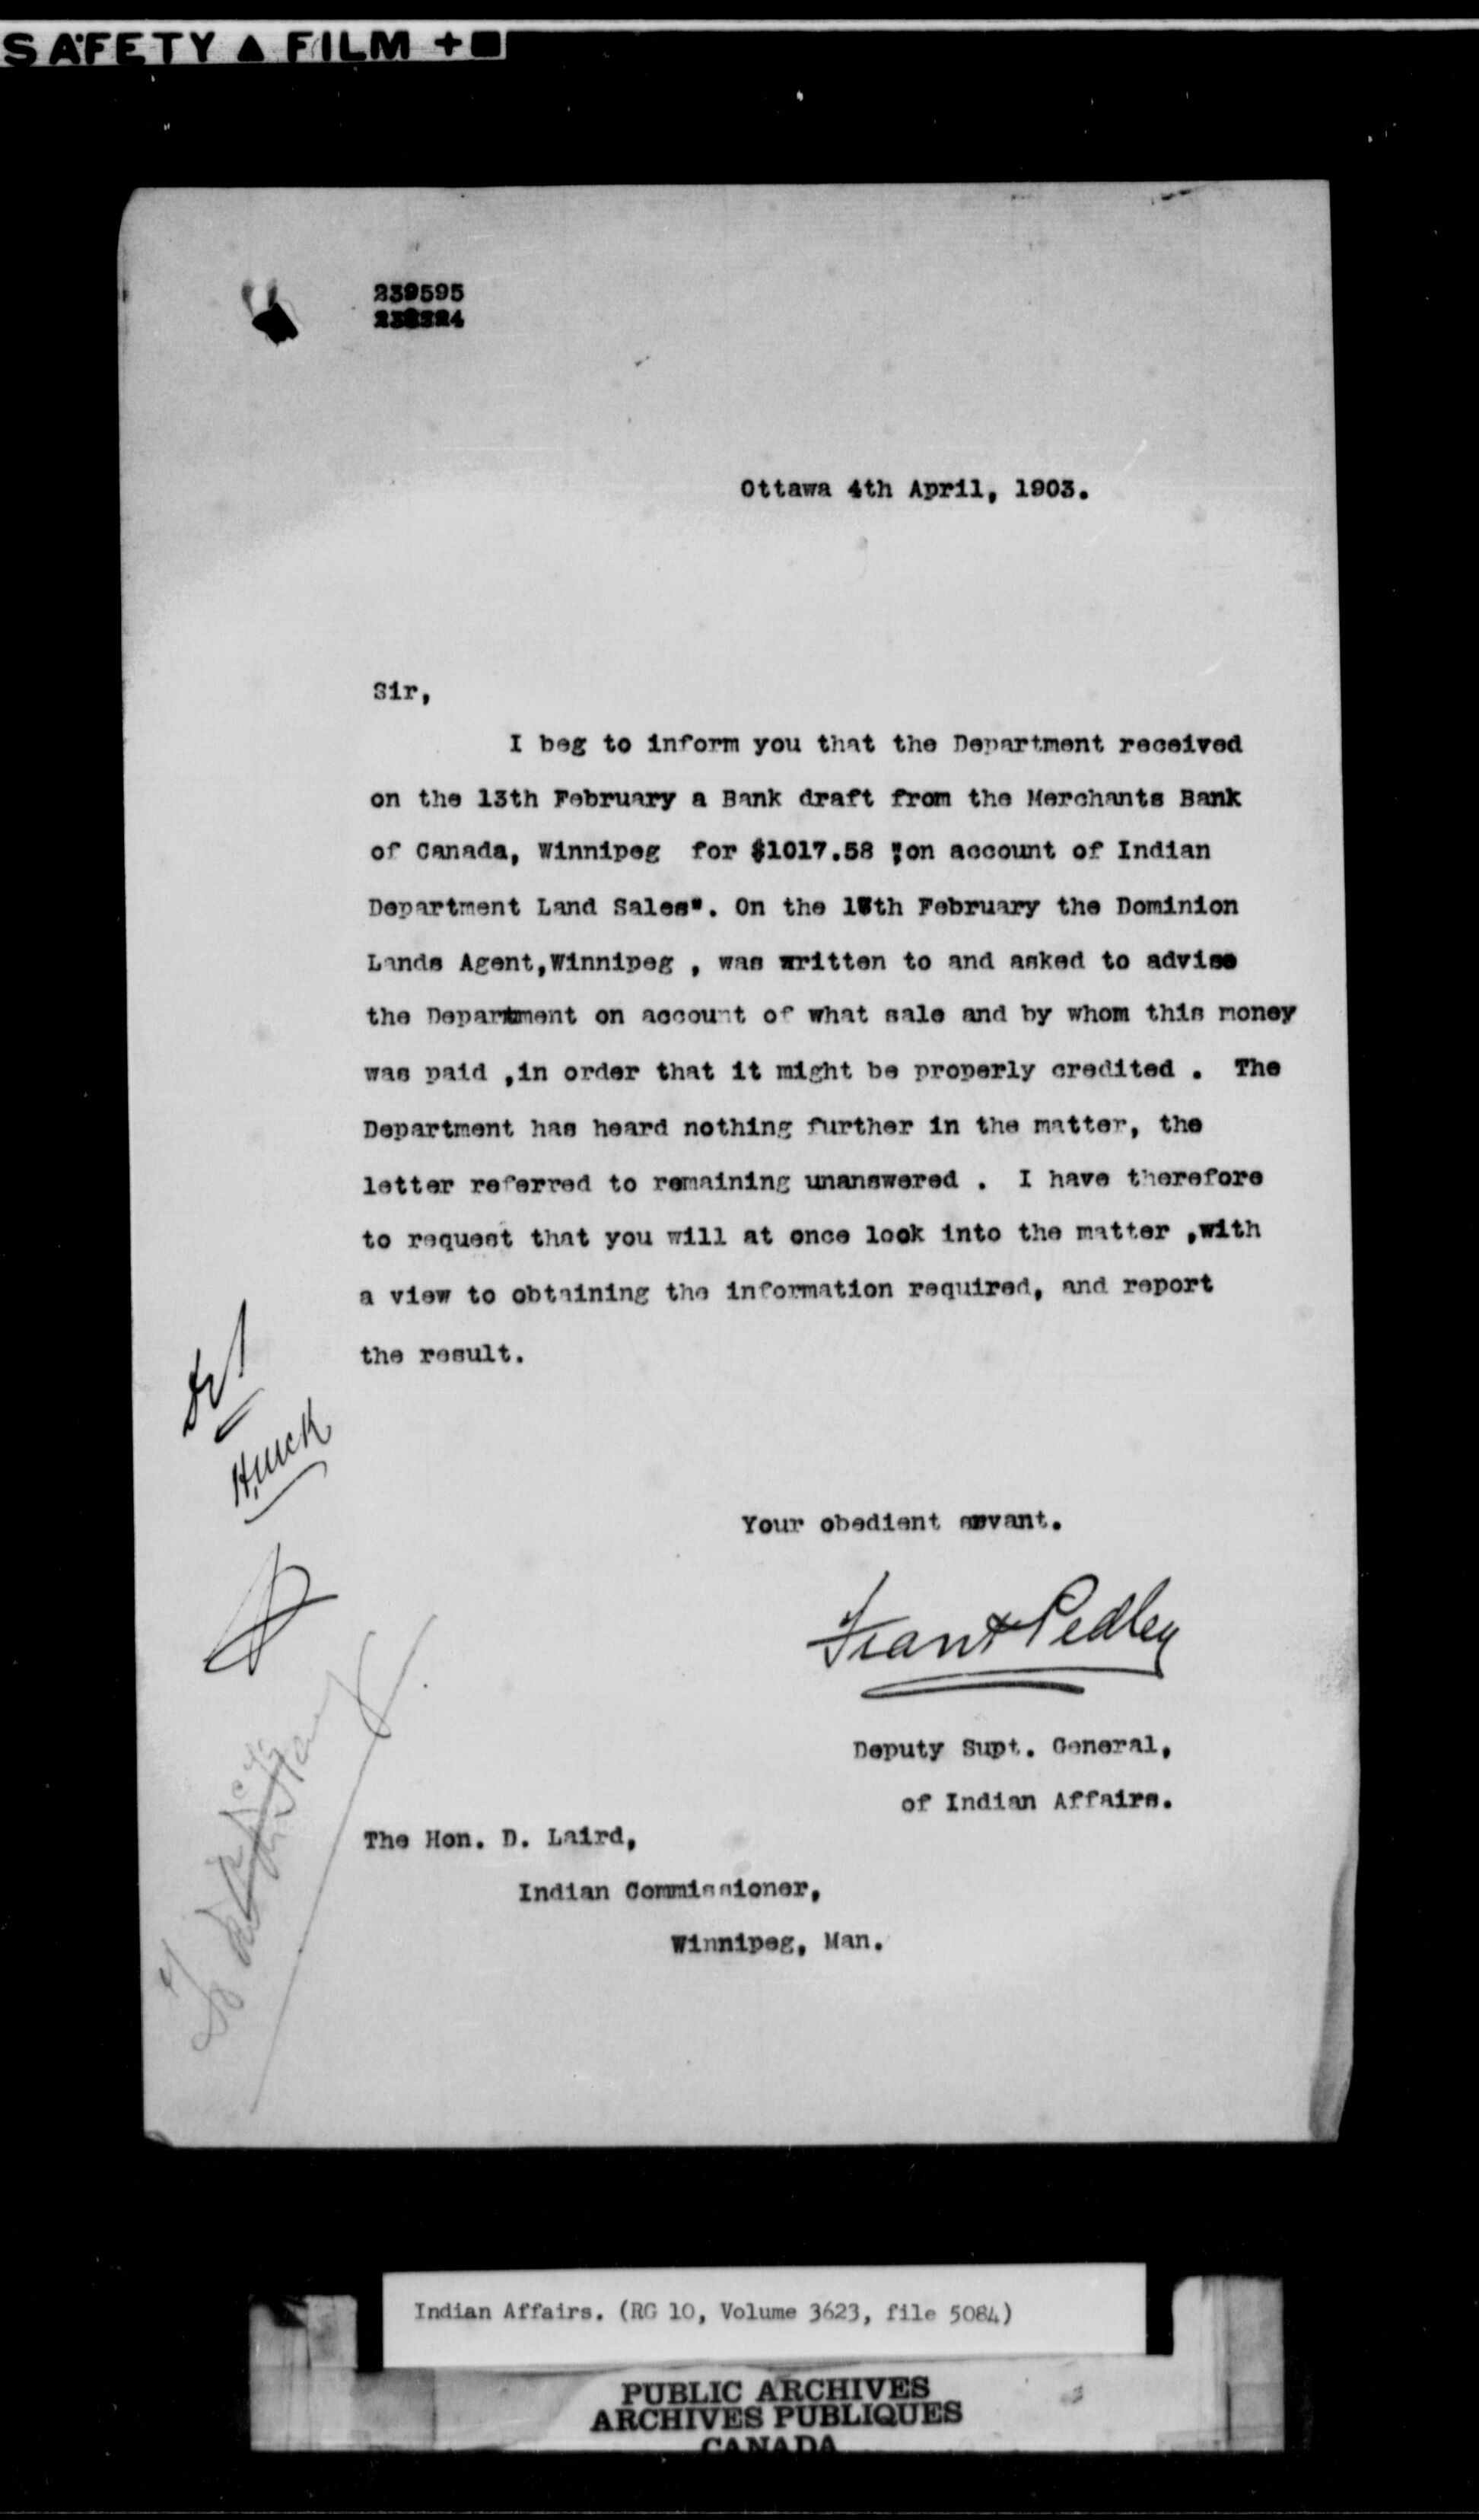 SAFETY ▲ FILM +■
239595
Ottawa 4th April, 1903.
Sir,
I beg to inform you that the Department received
on the 13th February a Bank draft from the Merchants Bank
of Canada, Winnipeg for $1017.58 "on account of Indian
Department Land Sales". On the th February the Dominion
Lands Agent,Winnipeg , was written to and asked to advise
the Department on account of what sale and by whom this money
was paid ,in order that it might be properly credited . The
Department has heard nothing further in the matter, the
letter referred to remaining unanswered . I have therefore
to request that you will at once look into the matter ,with
a view to obtaining the information required, and report
the result.
Your obedient srvant.
Frank Pedley
Deputy Supt. General,
of Indian Affairs.
The Hon. D. Laird,
Indian Commissioner,
Winnipeg, Man.
Indian Affairs. (RG 10, Volume 3623, file 5084)
PUBLIC ARCHIVES
ARCHIVES PUBLIQUES
CANADA